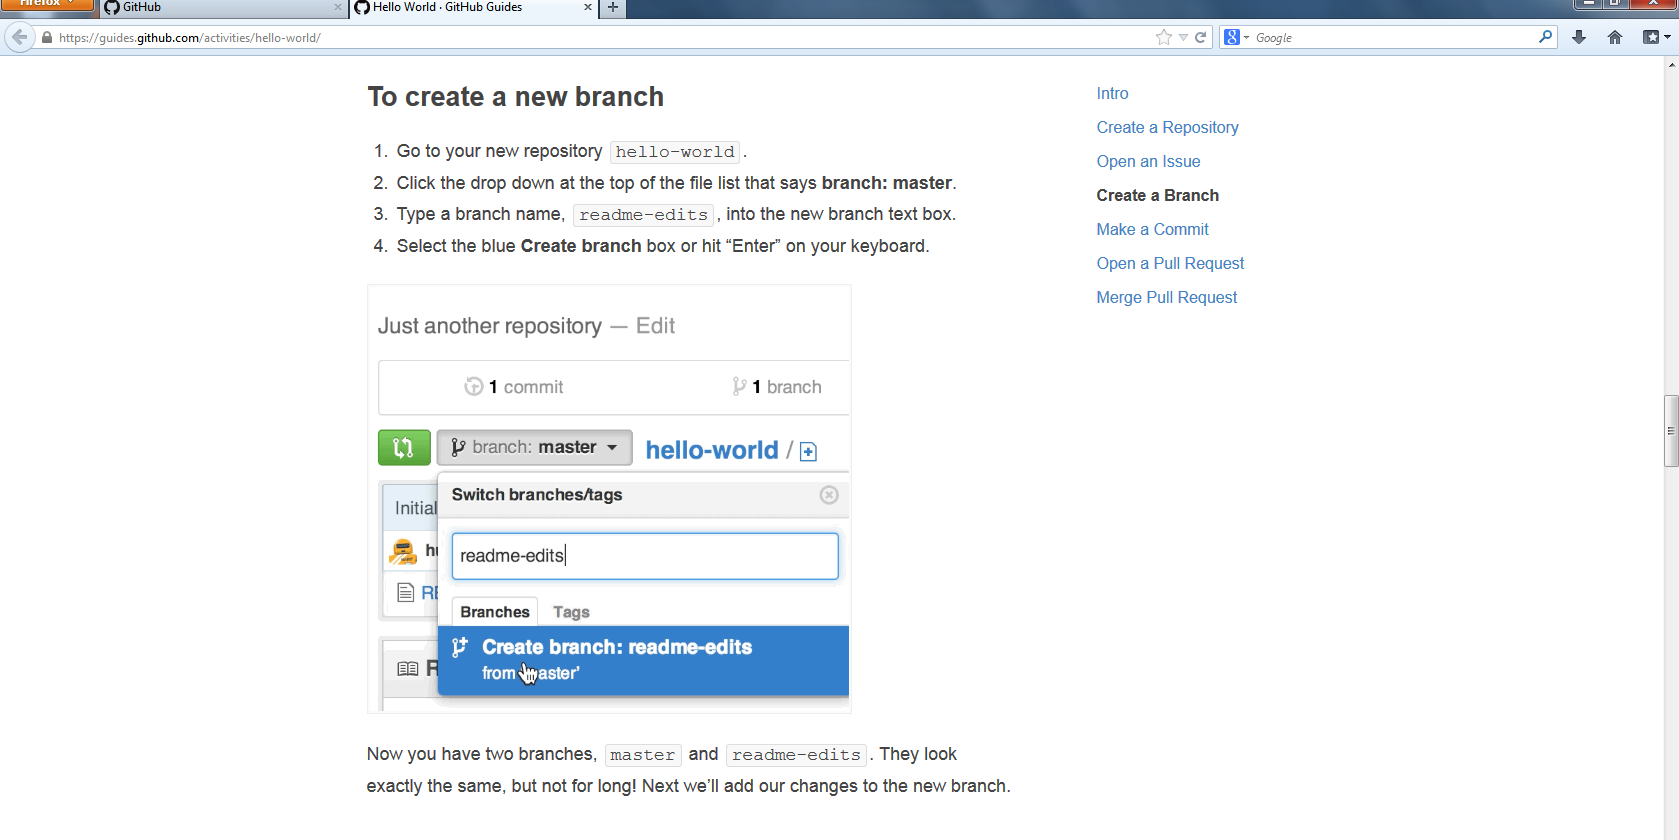 Firefox
GitHub
Hello World · GitHub Guides
https://guides.github.com/activities/hello-world/
Google
To create a new branch
1. Go to your new repository hello-world.
2. Click the drop down at the top of the file list that says branch: master.
3. Type a branch name, readme-edits, into the new branch text box.
4. Select the blue Create branch box or hit “Enter” on your keyboard.
Just another repository — Edit
1 commit
1 branch
branch: master
hello-world /
Switch branches/tags
Initial
readme-edits
Branches Tags
Create branch: readme-edits
from
Now you have two branches, master and readme-edits. They look
exactly the same, but not for long! Next we’ll add our changes to the new branch.
Intro
Create a Repository
Open an Issue
Create a Branch
Make a Commit
Open a Pull Request
Merge Pull Request